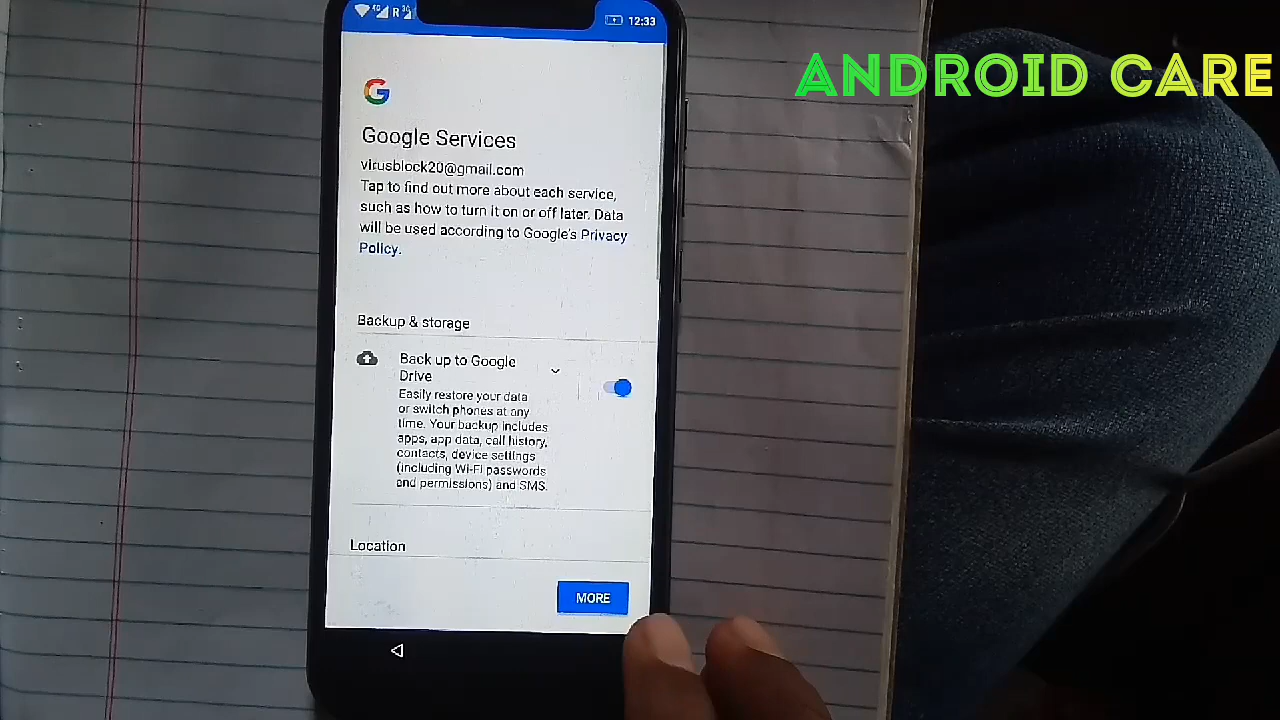 4G R 3G 12:33
ANDROID CARE
Google Services
virusblock20@gmail.com
Tap to find out more about each service,
such as how to turn it on or off later. Data
will be used according to Google's Privacy
Policy.
Backup & storage
Back up to Google
Drive
Easily restore your data
or switch phones at any
time. Your backup includes
apps, app data, call history,
contacts, device settings
(including Wi-Fi passwords
and permissions) and SMS.
Location
MORE